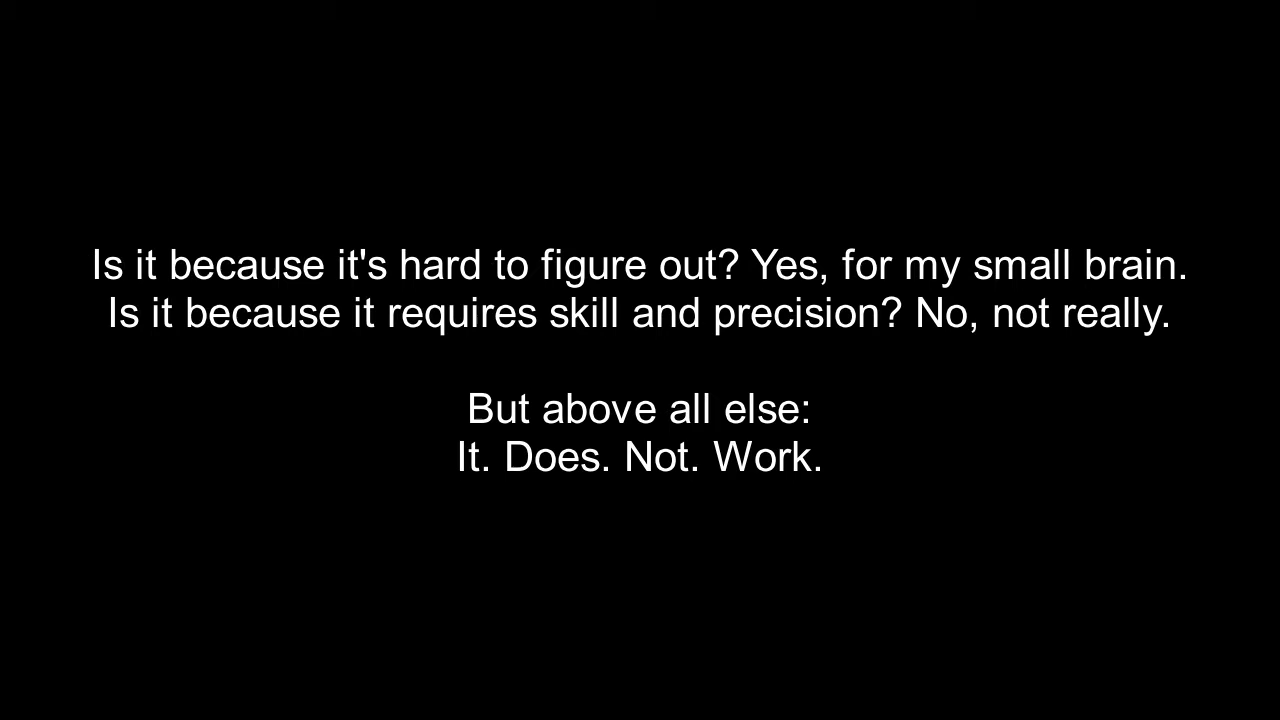 Is it because it's hard to figure out? Yes, for my small brain.
Is it because it requires skill and precision? No, not really.
But above all else:
It. Does. Not. Work.